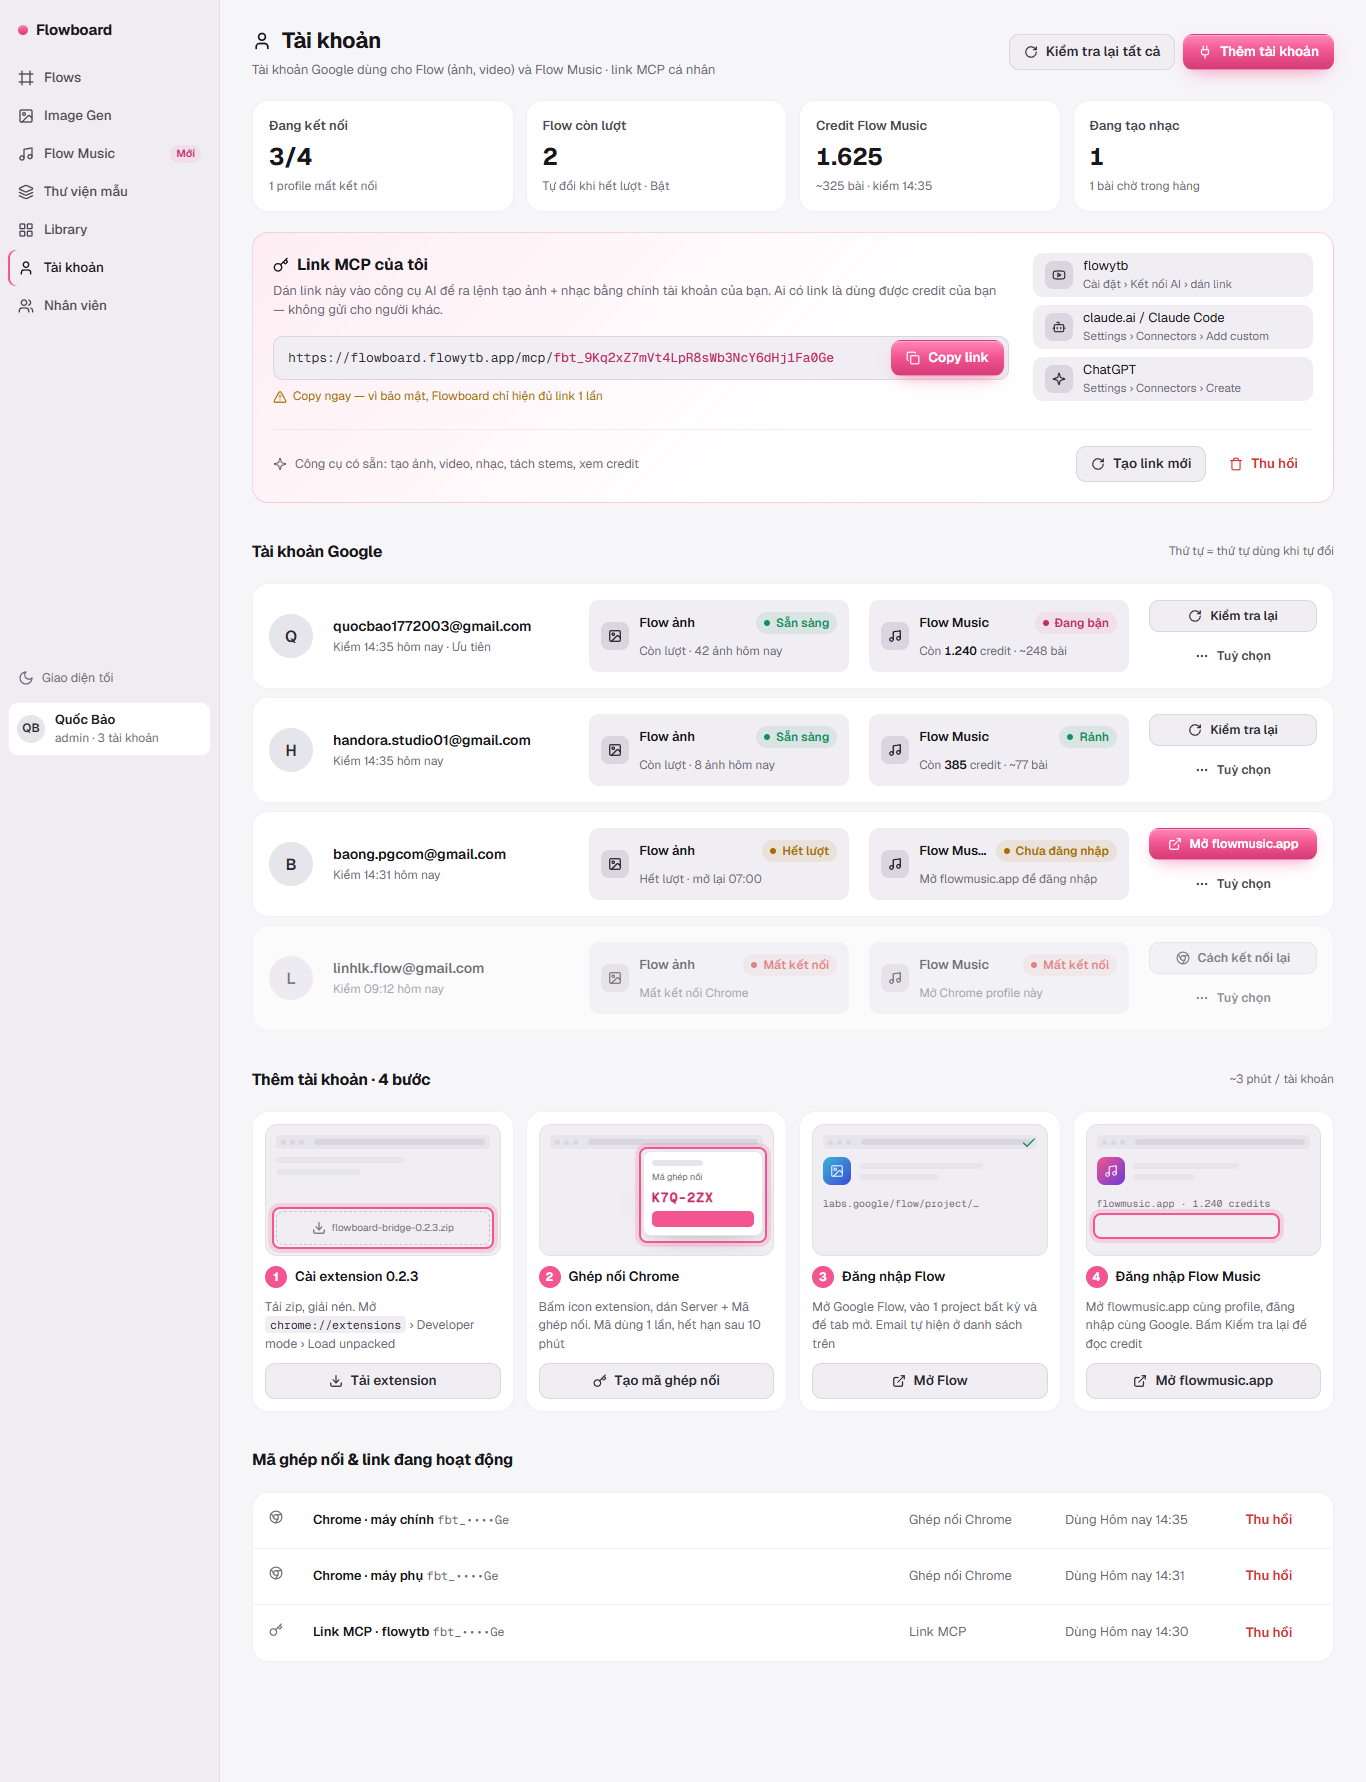 Flowboard
Flows
Image Gen
Flow Music
Mới
Thư viện mẫu
Library
Tài khoản
Nhân viên
Giao diện tối
QB
Quốc Bảo
admin · 3 tài khoản
Tài khoản
Tài khoản Google dùng cho Flow (ảnh, video) và Flow Music · link MCP cá nhân
Kiểm tra lại tất cả
Thêm tài khoản
Đang kết nối
3/4
1 profile mất kết nối
Flow còn lượt
2
Tự đổi khi hết lượt · Bật
Credit Flow Music
1.625
~325 bài · kiểm 14:35
Đang tạo nhạc
1
1 bài chờ trong hàng
Link MCP của tôi
Dán link này vào công cụ AI để ra lệnh tạo ảnh + nhạc bằng chính tài khoản của bạn. Ai có link là dùng được credit của bạn
— không gửi cho người khác.
https://flowboard.flowytb.app/mcp/fbt_9Kq2xZ7mVt4LpR8sWb3NcY6dHj1Fa0Ge
Copy link
Copy ngay — vì bảo mật, Flowboard chỉ hiện đủ link 1 lần
flowytb
Cài đặt › Kết nối AI › dán link
claude.ai / Claude Code
Settings › Connectors › Add custom
ChatGPT
Settings › Connectors › Create
Công cụ có sẵn: tạo ảnh, video, nhạc, tách stems, xem credit
Tạo link mới
Thu hồi
Tài khoản Google
Thứ tự = thứ tự dùng khi tự đổi
Q
quocbao1772003@gmail.com
Kiểm 14:35 hôm nay · Ưu tiên
Flow ảnh
Sẵn sàng
Còn lượt · 42 ảnh hôm nay
Flow Music
Đang bận
Còn 1.240 credit · ~248 bài
Kiểm tra lại
Tuỳ chọn
H
handora.studio01@gmail.com
Kiểm 14:35 hôm nay
Flow ảnh
Sẵn sàng
Còn lượt · 8 ảnh hôm nay
Flow Music
Rảnh
Còn 385 credit · ~77 bài
Kiểm tra lại
Tuỳ chọn
B
baong.pgcom@gmail.com
Kiểm 14:31 hôm nay
Flow ảnh
Hết lượt
Hết lượt · mở lại 07:00
Flow Mus...
Chưa đăng nhập
Mở flowmusic.app để đăng nhập
Mở flowmusic.app
Tuỳ chọn
L
linhlk.flow@gmail.com
Kiểm 09:12 hôm nay
Flow ảnh
Mất kết nối
Mất kết nối Chrome
Flow Music
Mất kết nối
Mở Chrome profile này
Cách kết nối lại
Tuỳ chọn
Thêm tài khoản · 4 bước
~3 phút / tài khoản
flowboard-bridge-0.2.3.zip
1 Cài extension 0.2.3
Tải zip, giải nén. Mở
chrome://extensions › Developer
mode › Load unpacked
Tải extension
Mã ghép nối
K7Q-2ZX
2 Ghép nối Chrome
Bấm icon extension, dán Server + Mã
ghép nối. Mã dùng 1 lần, hết hạn sau 10
phút
Tạo mã ghép nối
labs.google/flow/project/…
3 Đăng nhập Flow
Mở Google Flow, vào 1 project bất kỳ và
để tab mở. Email tự hiện ở danh sách
trên
Mở Flow
flowmusic.app · 1.240 credits
4 Đăng nhập Flow Music
Mở flowmusic.app cùng profile, đăng
nhập cùng Google. Bấm Kiểm tra lại để
đọc credit
Mở flowmusic.app
Mã ghép nối & link đang hoạt động
Chrome · máy chính fbt_····Ge
Ghép nối Chrome
Dùng Hôm nay 14:35
Thu hồi
Chrome · máy phụ fbt_····Ge
Ghép nối Chrome
Dùng Hôm nay 14:31
Thu hồi
Link MCP · flowytb fbt_····Ge
Link MCP
Dùng Hôm nay 14:30
Thu hồi